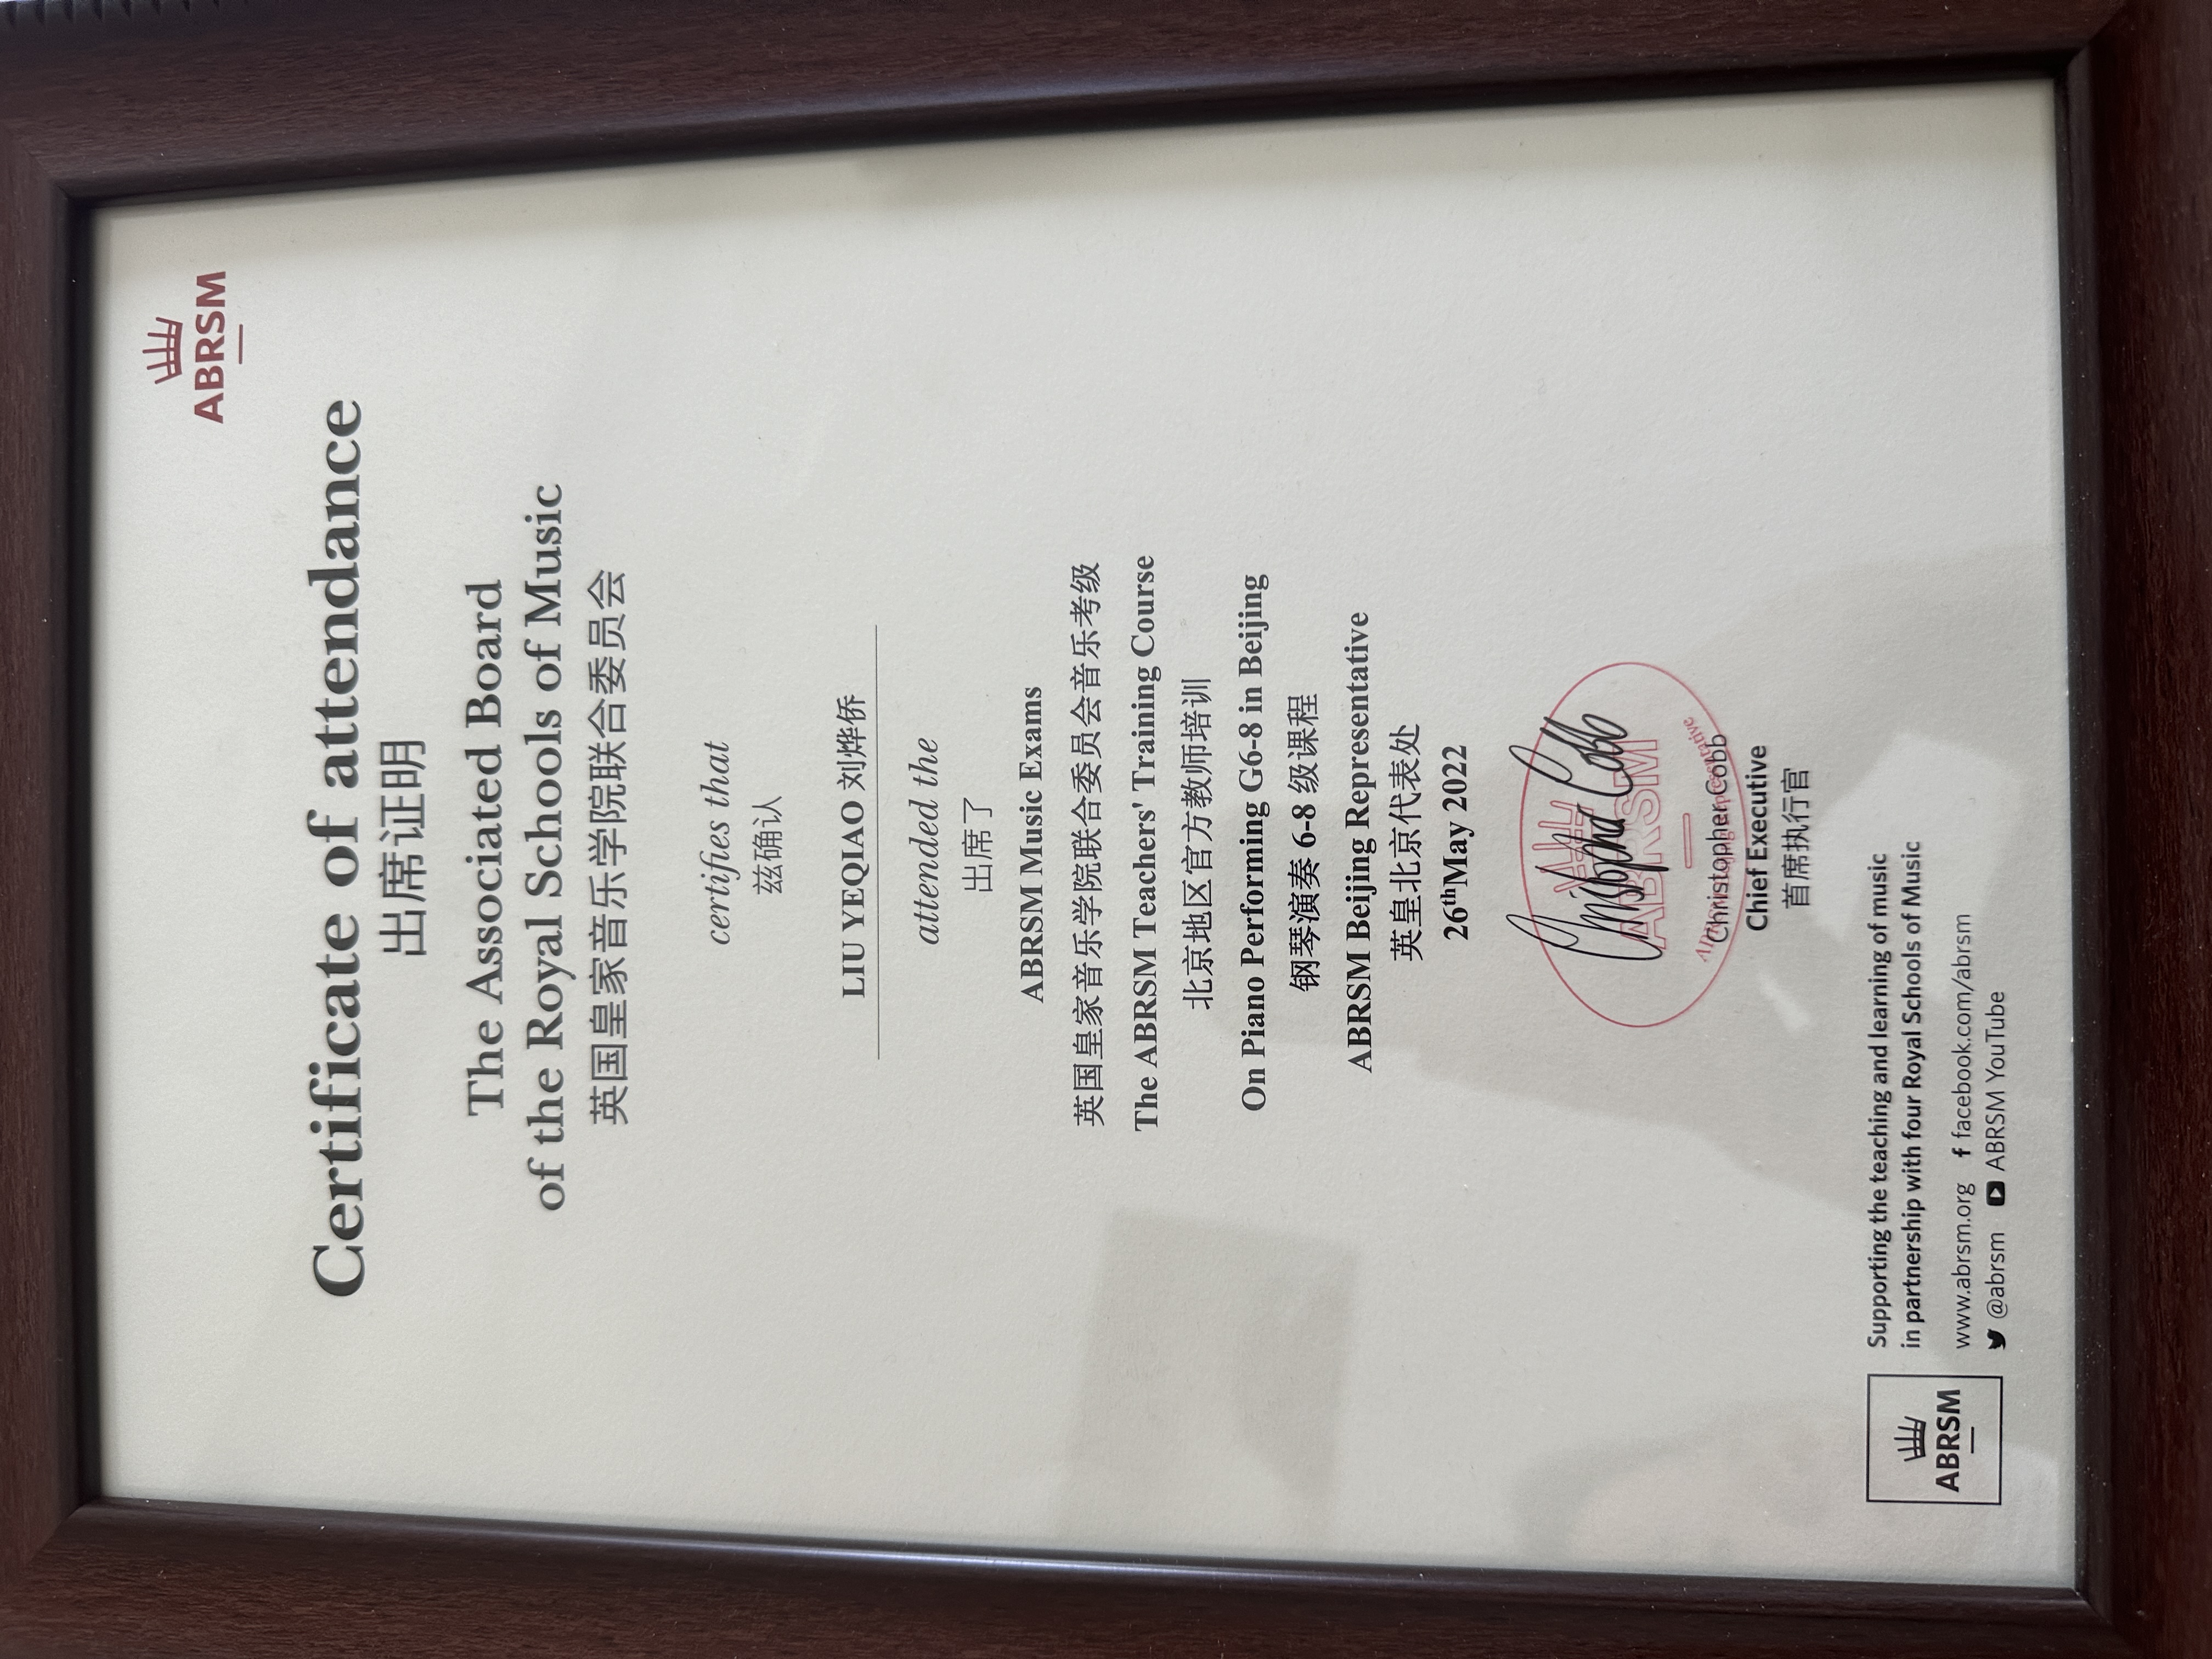 ABRSM
Certificate of attendance
出席证明
The Associated Board
of the Royal Schools of Music
英国皇家音乐学院联合委员会
certifies that
兹确认
LIU YEQIAO 刘烨侨
attended the
出席了
ABRSM Music Exams
英国皇家音乐学院联合委员会音乐考级
The ABRSM Teachers' Training Course
北京地区官方教师培训
On Piano Performing G6-8 in Beijing
钢琴演奏 6-8 级课程
ABRSM Beijing Representative
英皇北京代表处
26thMay 2022
Christopher Cobb
ABRSM
Christopher Cobb
Chief Executive
首席执行官
ABRSM
Supporting the teaching and learning of music
in partnership with four Royal Schools of Music
www.abrsm.org f facebook.com/abrsm
@abrsm ABRSM YouTube